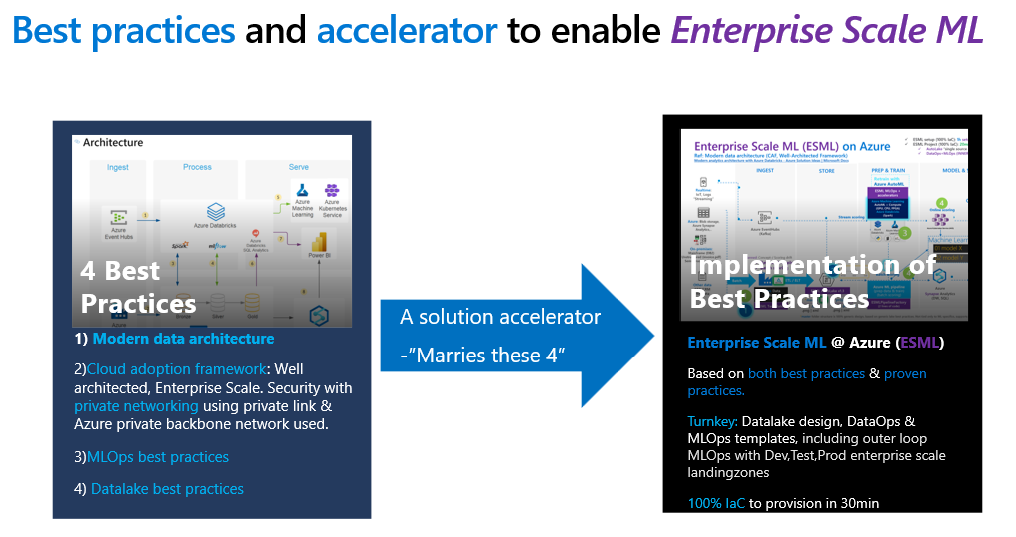 Best practices and accelerator to enable Enterprise Scale ML
Architecture
Ingest
Process
Serve
Azure
Event Hubs
Azure Databricks
Azure
Machine
Learning
Azure
Kubernetes
Service
Azure
Databricks
SQL Analytics
Power BI
4 Best
Practices
1) Modern data architecture
2)Cloud adoption framework: Well
architected, Enterprise Scale. Security with
private networking using private link &
Azure private backbone network used.
3)MLOps best practices
4) Datalake best practices
A solution accelerator
-”Marries these 4”
Enterprise Scale ML (ESML) on Azure
Ref: Modern data architecture (CAF, Well-Architected Framework)
INGEST
STORE
PREP & TRAIN
MODEL &
Implementation of
Best Practices
Enterprise Scale ML @ Azure (ESML)
Based on both best practices & proven
practices.
Turnkey: Datalake design, DataOps &
MLOps templates, including outer loop
MLOps with Dev,Test,Prod enterprise scale
landingzones
100% IaC to provision in 30min